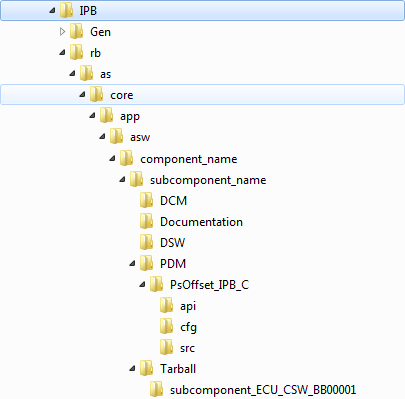 IPB
Gen
rb
as
core
app
asw
component_name
subcomponent_name
DCM
Documentation
DSW
PDM
PsOffset_IPB_C
api
cfg
src
Tarball
subcomponent_ECU_CSW_BB00001